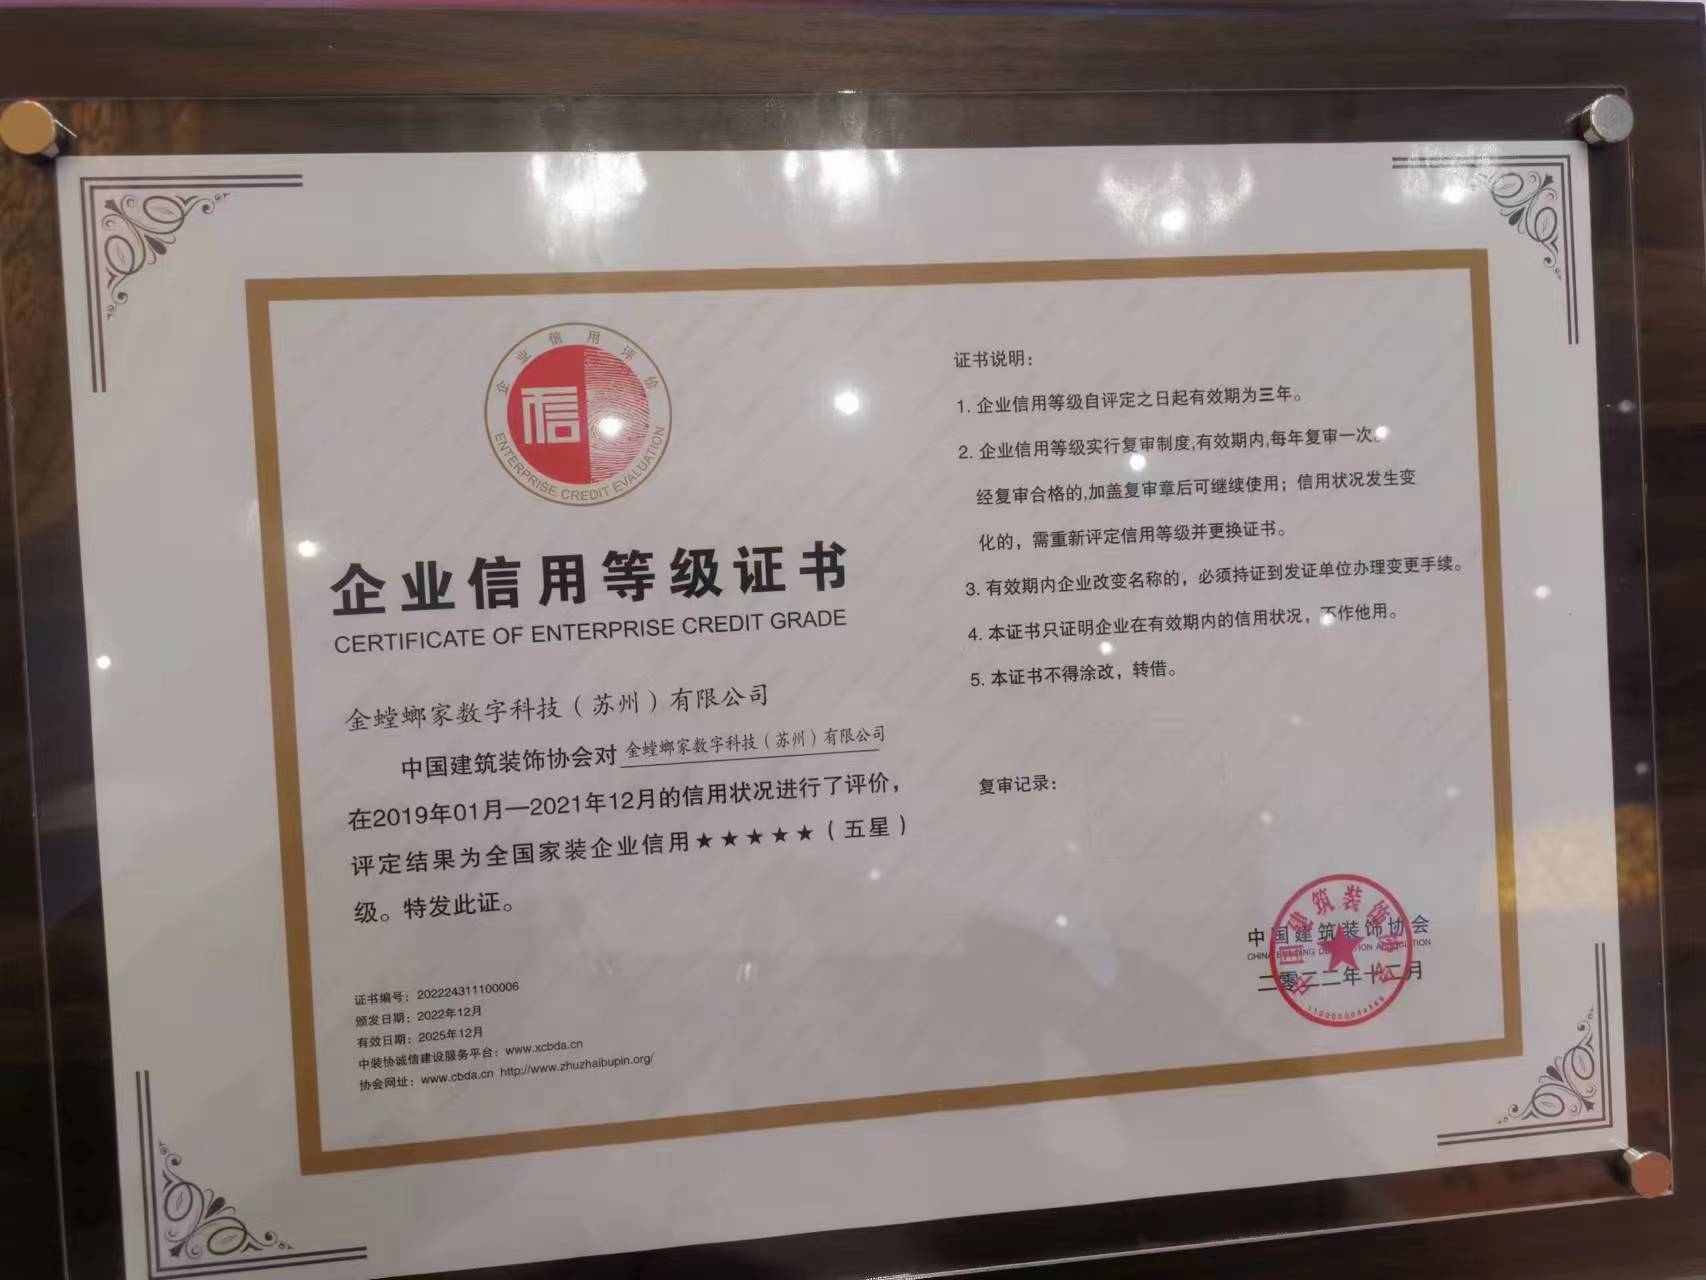 企业信用评价
信
ENTERPRISE CREDIT EVALUATION
企业信用等级证书
CERTIFICATE OF ENTERPRISE CREDIT GRADE
金螳螂家数字科技（苏州）有限公司
中国建筑装饰协会对 金螳螂家数字科技（苏州）有限公司
在2019年01月—2021年12月的信用状况进行了评价，
评定结果为全国家装企业信用★★★★★（五星）
级。特发此证。
证书编号：202224311100006
颁发日期：2022年12月
有效日期：2025年12月
中装协诚信建设服务平台：www.xcbda.cn
协会网址：www.cbda.cn http://www.zhuzhaibupin.org/
证书说明：
1. 企业信用等级自评定之日起有效期为三年。
2. 企业信用等级实行复审制度,有效期内,每年复审一次。
经复审合格的,加盖复审章后可继续使用；信用状况发生变
化的，需重新评定信用等级并更换证书。
3. 有效期内企业改变名称的，必须持证到发证单位办理变更手续。
4. 本证书只证明企业在有效期内的信用状况，不作他用。
5. 本证书不得涂改，转借。
复审记录：
中国建筑装饰协会
CHINA BUILDING DECORATION ASSOCIATION
二零二二年十二月
中国建筑装饰协会